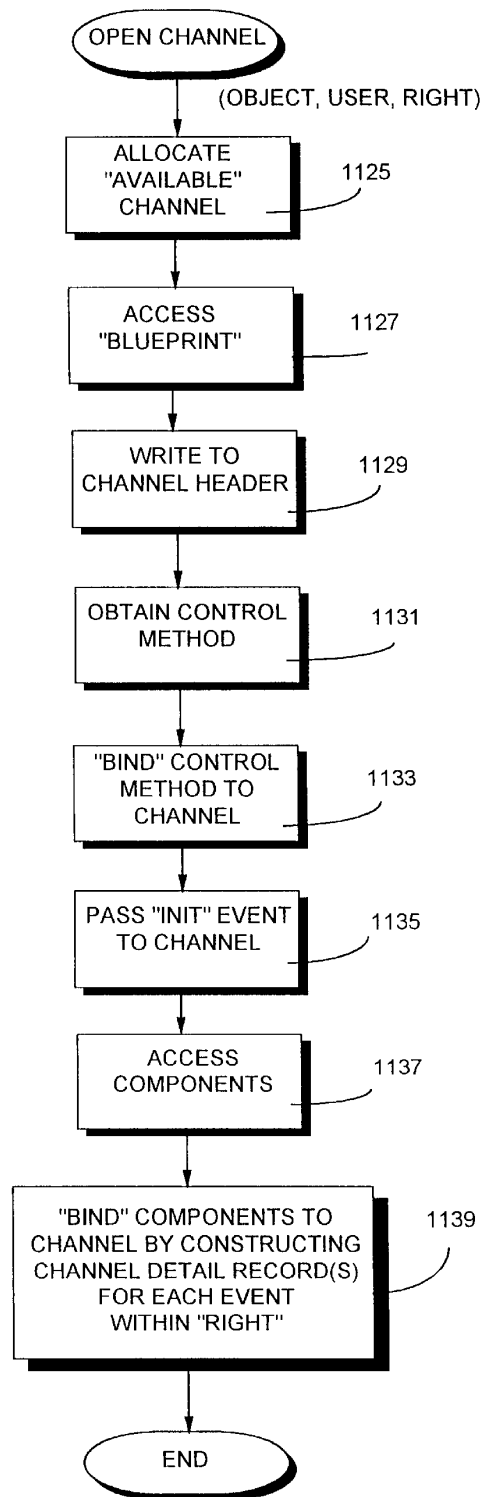 OPEN CHANNEL
(OBJECT, USER, RIGHT)
ALLOCATE
"AVAILABLE"
CHANNEL
1125
ACCESS
"BLUEPRINT"
1127
WRITE TO
CHANNEL HEADER
1129
OBTAIN CONTROL
METHOD
1131
"BIND" CONTROL
METHOD TO
CHANNEL
1133
PASS "INIT" EVENT
TO CHANNEL
1135
ACCESS
COMPONENTS
1137
"BIND" COMPONENTS TO
CHANNEL BY CONSTRUCTING
CHANNEL DETAIL RECORD(S)
FOR EACH EVENT
WITHIN "RIGHT"
1139
END